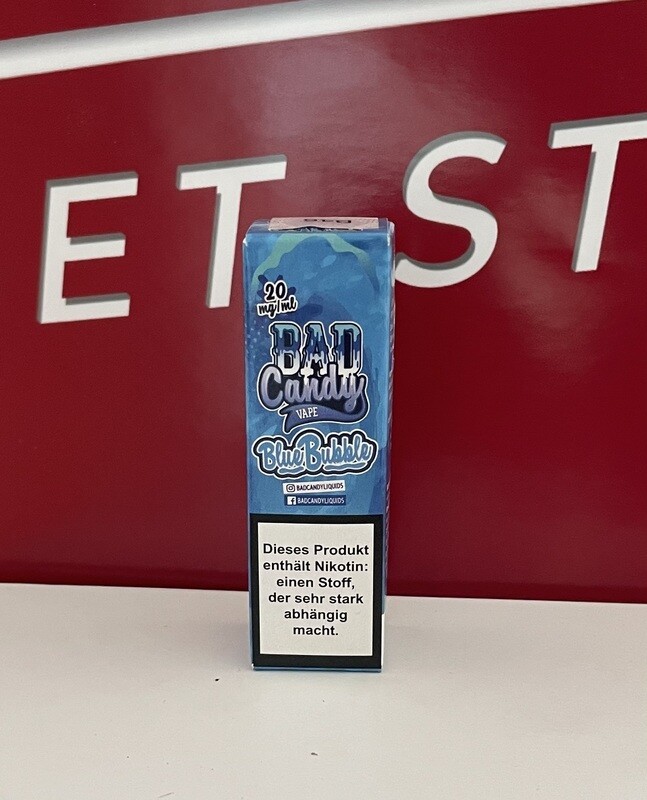 ET ST
20
mg/ml
BAD
Candy
VAPE
Blue Bubble
BADCANDYLIQUIDS
BADCANDYLIQUIDS
Dieses Produkt
enthält Nikotin:
einen Stoff,
der sehr stark
abhängig
macht.